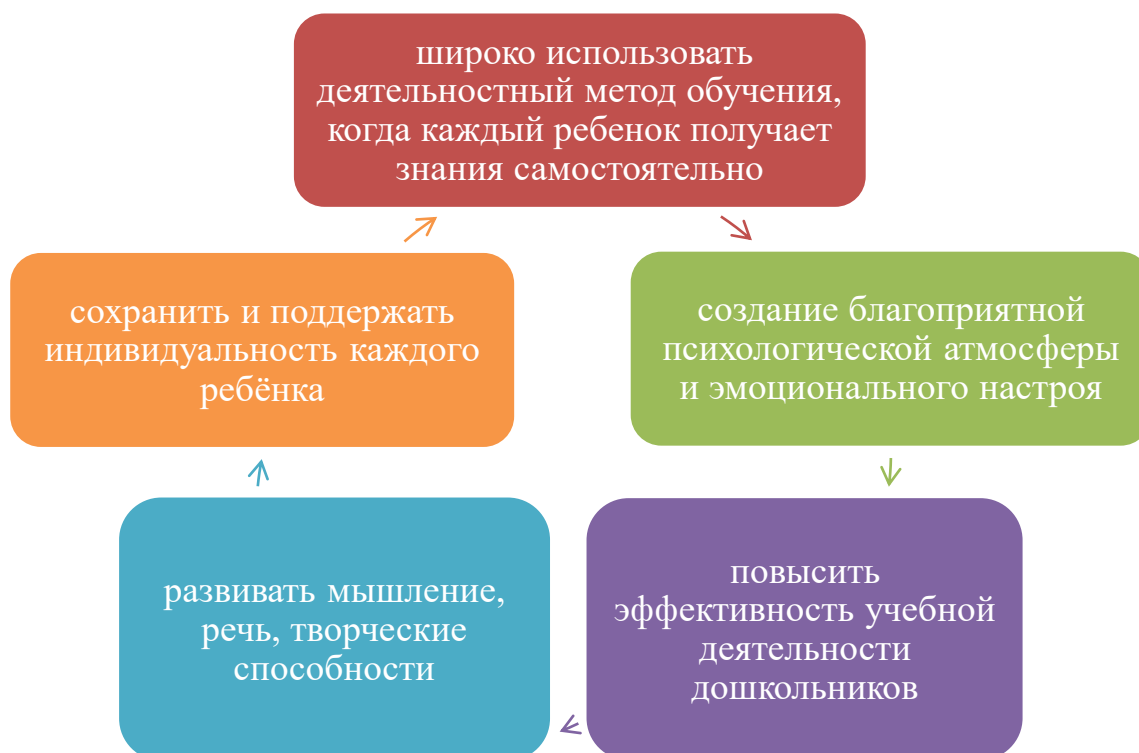 широко использовать
деятельностный метод обучения,
когда каждый ребенок получает
знания самостоятельно
создание благоприятной
психологической атмосферы
и эмоционального настроя
повысить
эффективность учебной
деятельности
дошкольников
развивать мышление,
речь, творческие
способности
сохранить и поддержать
индивидуальность каждого
ребёнка